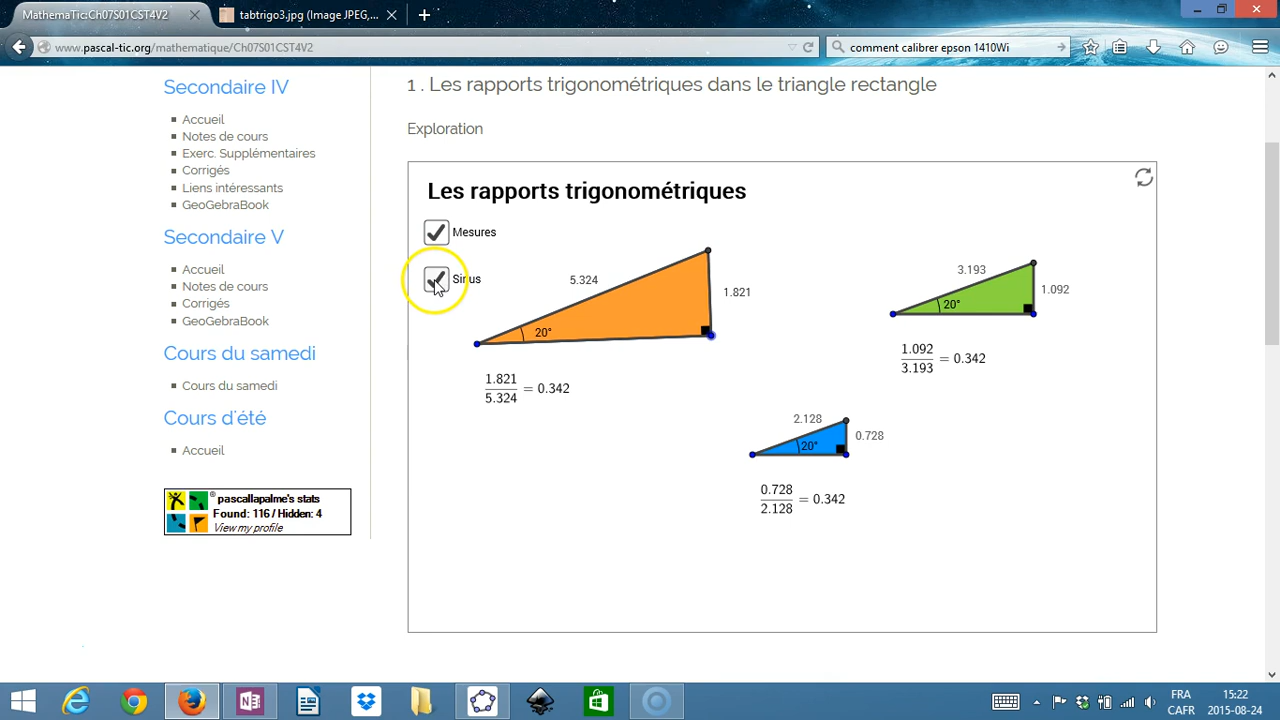 MathemaTic:Ch07S01CST4V2
tabtrigo3.jpg (Image JPEG,...
www.pascal-tic.org/mathematique/Ch07S01CST4V2
comment calibrer epson 1410Wi
Secondaire IV
Accueil
Notes de cours
Exerc. Supplémentaires
Corrigés
Liens intéressants
GeoGebraBook
Secondaire V
Accueil
Notes de cours
Corrigés
GeoGebraBook
Cours du samedi
Cours du samedi
Cours d'été
Accueil
pascallapalme's stats
Found: 116 / Hidden: 4
View my profile
1 . Les rapports trigonométriques dans le triangle rectangle
Exploration
Les rapports trigonométriques
Mesures
Sinus
5.324
1.821
20°
1.821
5.324
= 0.342
3.193
1.092
20°
1.092
3.193
= 0.342
2.128
0.728
20°
0.728
2.128
= 0.342
FRA
CAFR
15:22
2015-08-24